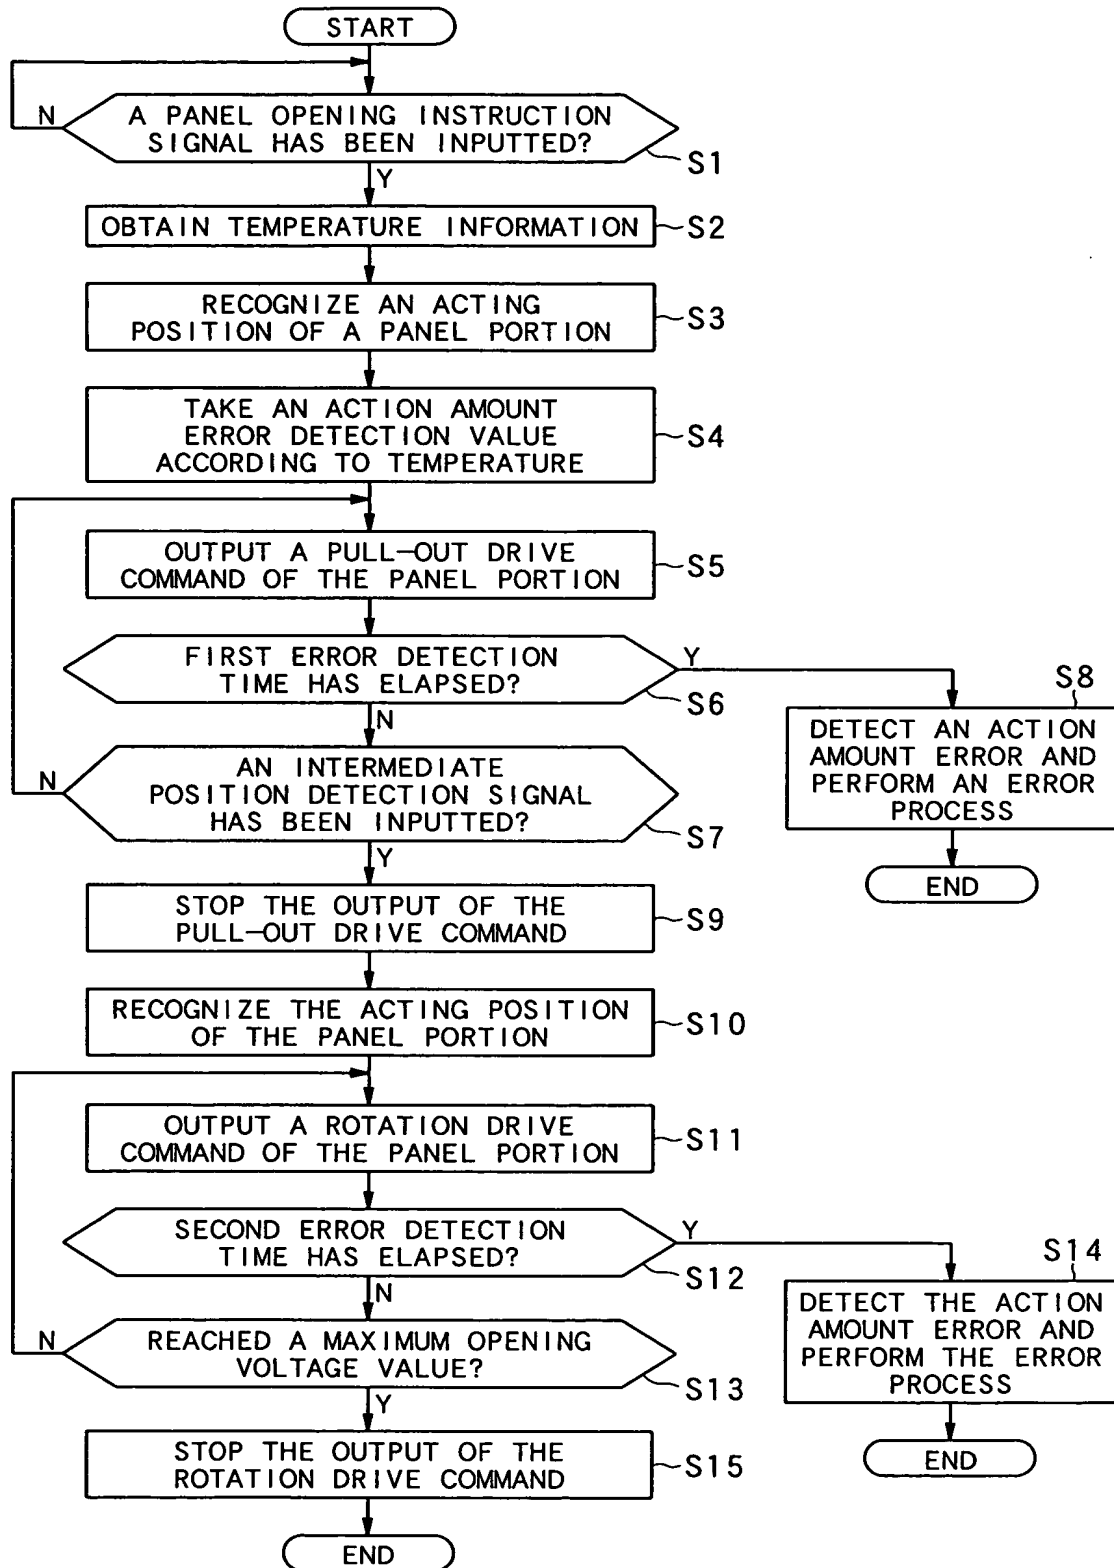 START
N
A PANEL OPENING INSTRUCTION
SIGNAL HAS BEEN INPUTTED?
S1
Y
OBTAIN TEMPERATURE INFORMATION
S2
RECOGNIZE AN ACTING
POSITION OF A PANEL PORTION
S3
TAKE AN ACTION AMOUNT
ERROR DETECTION VALUE
ACCORDING TO TEMPERATURE
S4
OUTPUT A PULL-OUT DRIVE
COMMAND OF THE PANEL PORTION
S5
FIRST ERROR DETECTION
TIME HAS ELAPSED?
Y
S6
N
S8
DETECT AN ACTION
AMOUNT ERROR AND
PERFORM AN ERROR
PROCESS
END
N
AN INTERMEDIATE
POSITION DETECTION SIGNAL
HAS BEEN INPUTTED?
S7
Y
STOP THE OUTPUT OF THE
PULL-OUT DRIVE COMMAND
S9
RECOGNIZE THE ACTING POSITION
OF THE PANEL PORTION
S10
OUTPUT A ROTATION DRIVE
COMMAND OF THE PANEL PORTION
S11
SECOND ERROR DETECTION
TIME HAS ELAPSED?
Y
S12
N
S14
DETECT THE ACTION
AMOUNT ERROR AND
PERFORM THE ERROR
PROCESS
END
N
REACHED A MAXIMUM OPENING
VOLTAGE VALUE?
S13
Y
STOP THE OUTPUT OF THE
ROTATION DRIVE COMMAND
S15
END